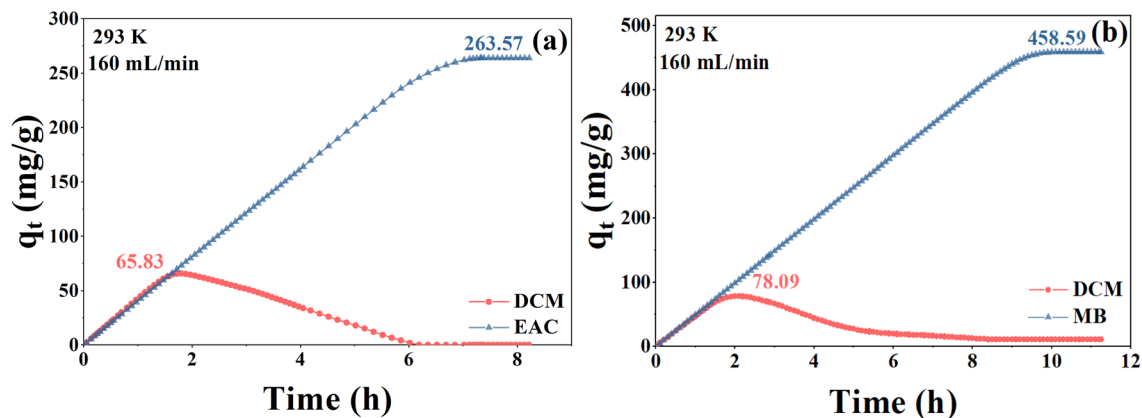 (a)
293 K
160 mL/min
263.57
65.83
DCM
EAC
qt (mg/g)
300
250
200
150
100
50
0
0
2
4
6
8
Time (h)
(b)
293 K
160 mL/min
458.59
78.09
DCM
MB
qt (mg/g)
500
400
300
200
100
0
0
2
4
6
8
10
12
Time (h)